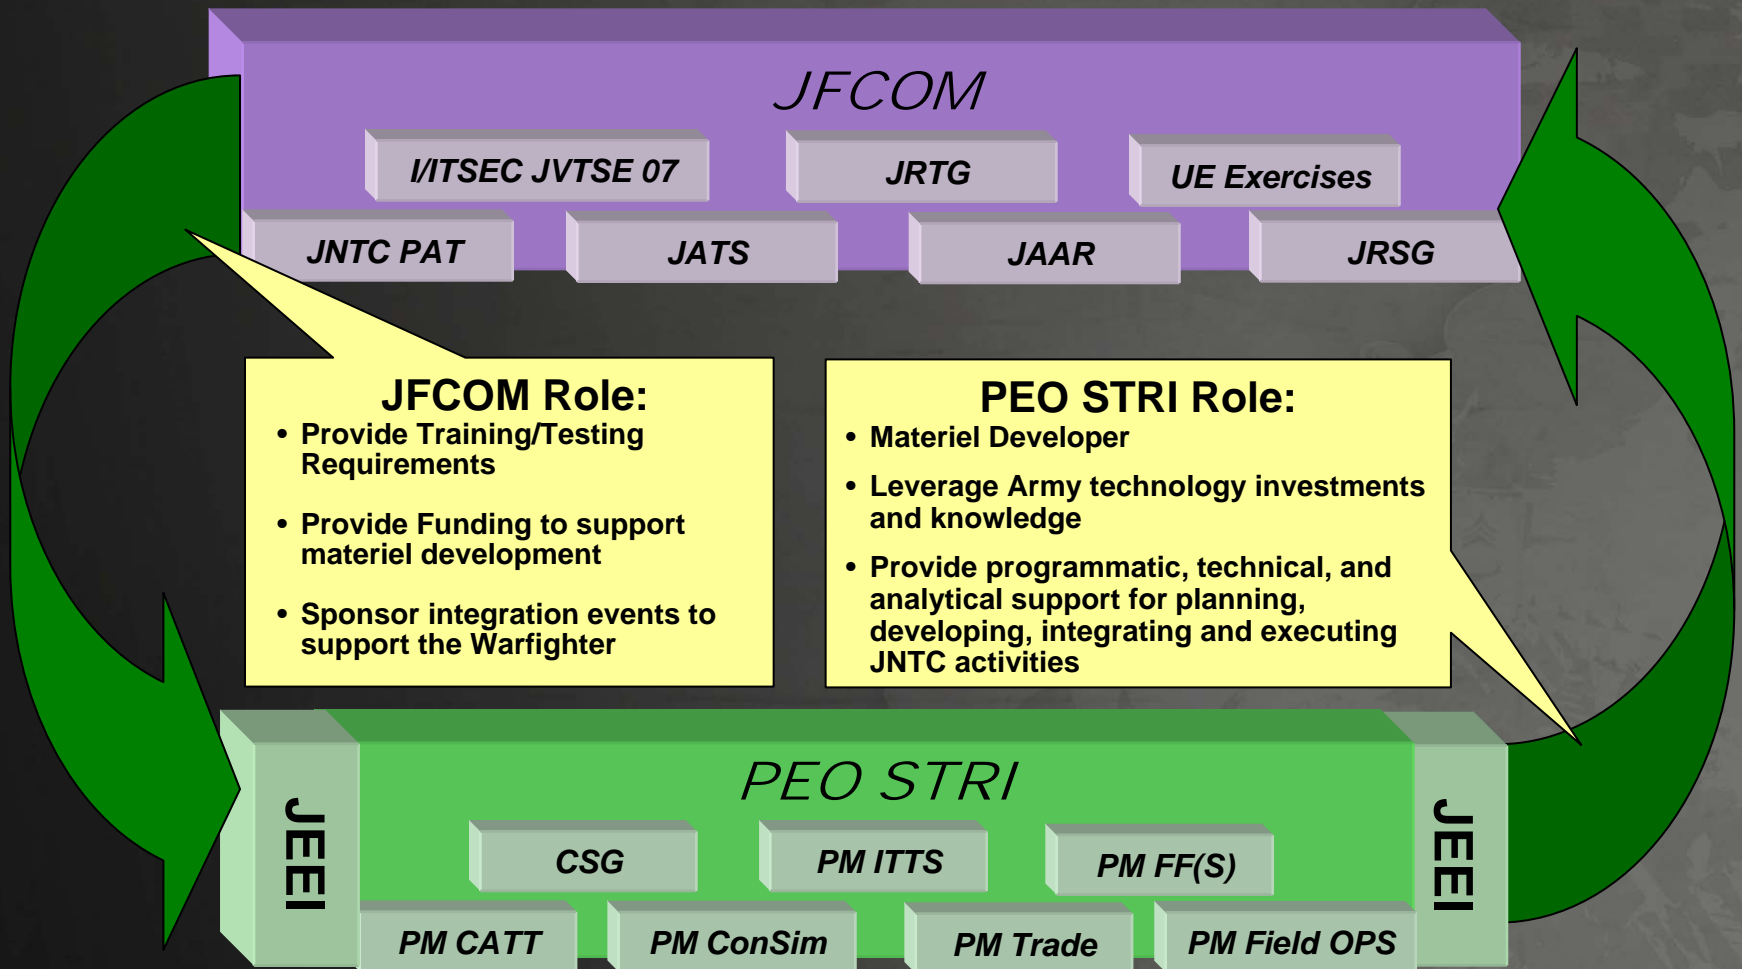 JFCOM
I/ITSEC JVTSE 07
JRTG
UE Exercises
JNTC PAT
JATS
JAAR
JRSG
JFCOM Role:
• Provide Training/Testing
Requirements
• Provide Funding to support
materiel development
• Sponsor integration events to
support the Warfighter
PEO STRI Role:
• Materiel Developer
• Leverage Army technology investments
and knowledge
• Provide programmatic, technical, and
analytical support for planning,
developing, integrating and executing
JNTC activities
PEO STRI
JEEI
CSG
PM ITTS
PM FF(S)
JEEI
PM CATT
PM ConSim
PM Trade
PM Field OPS